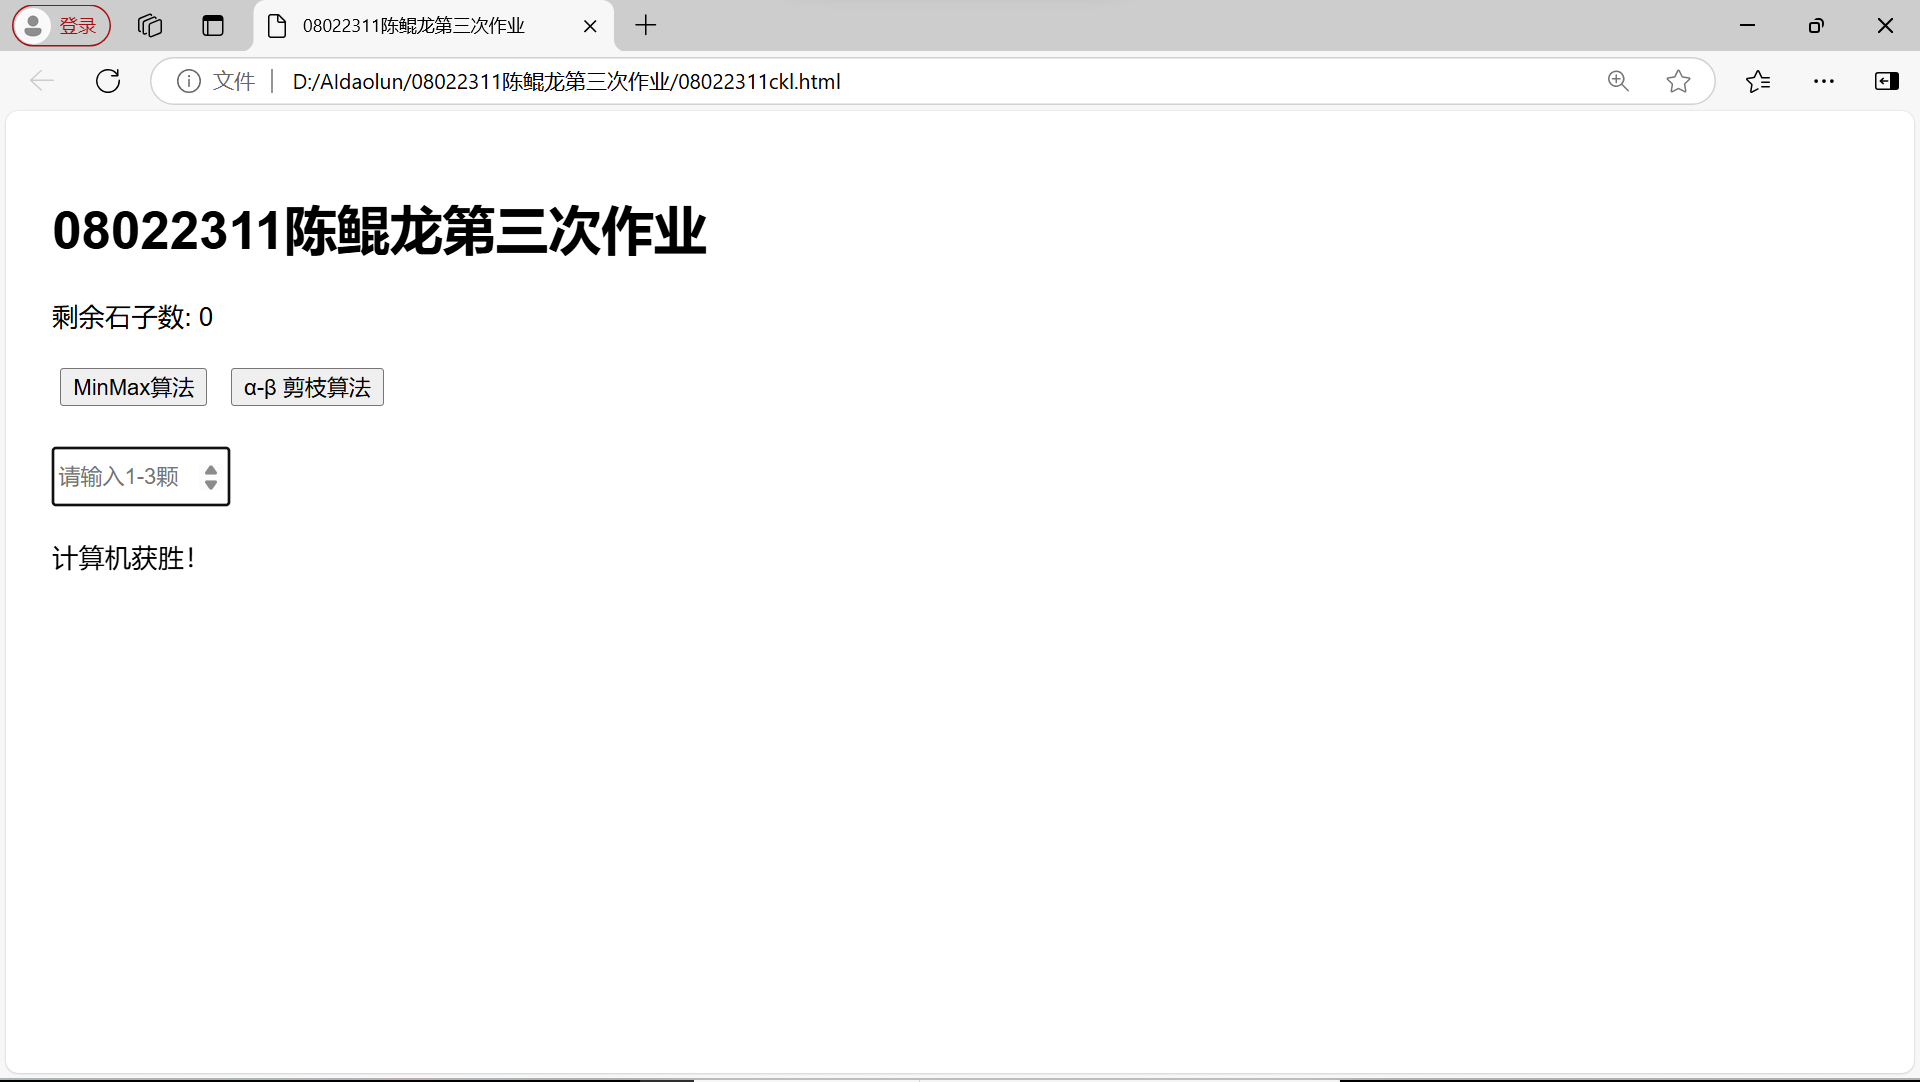 登录
08022311陈鲲龙第三次作业
文件
D:/AIdaolun/08022311陈鲲龙第三次作业/08022311ckl.html
08022311陈鲲龙第三次作业
剩余石子数: 0
MinMax算法 α-β 剪枝算法
请输入1-3颗
计算机获胜！